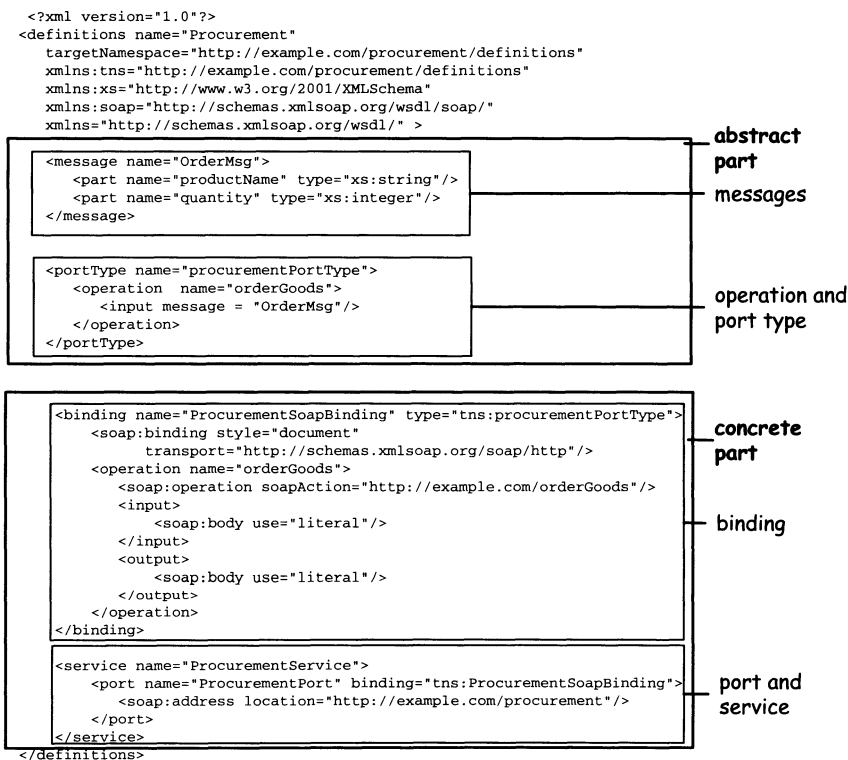 <?xml version="1.0"?>
<definitions name="Procurement"
targetNamespace="http://example.com/procurement/definitions"
xmlns:tns="http://example.com/procurement/definitions"
xmlns:xs="http://www.w3.org/2001/XMLSchema"
xmlns:soap="http://schemas.xmlsoap.org/wsdl/soap/"
xmlns="http://schemas.xmlsoap.org/wsdl/" >
abstract
part
<message name="OrderMsg">
<part name="productName" type="xs:string"/>
<part name="quantity" type="xs:integer"/>
</message>
messages
<portType name="procurementPortType">
<operation name="orderGoods">
<input message = "OrderMsg"/>
</operation>
</portType>
operation and
port type
<binding name="ProcurementSoapBinding" type="tns:procurementPortType">
<soap:binding style="document"
transport="http://schemas.xmlsoap.org/soap/http"/>
<operation name="orderGoods">
<soap:operation soapAction="http://example.com/orderGoods"/>
<input>
<soap:body use="literal"/>
</input>
<output>
<soap:body use="literal"/>
</output>
</operation>
</binding>
concrete
part
binding
<service name="ProcurementService">
<port name="ProcurementPort" binding="tns:ProcurementSoapBinding">
<soap:address location="http://example.com/procurement"/>
</port>
</service>
port and
service
</definitions>